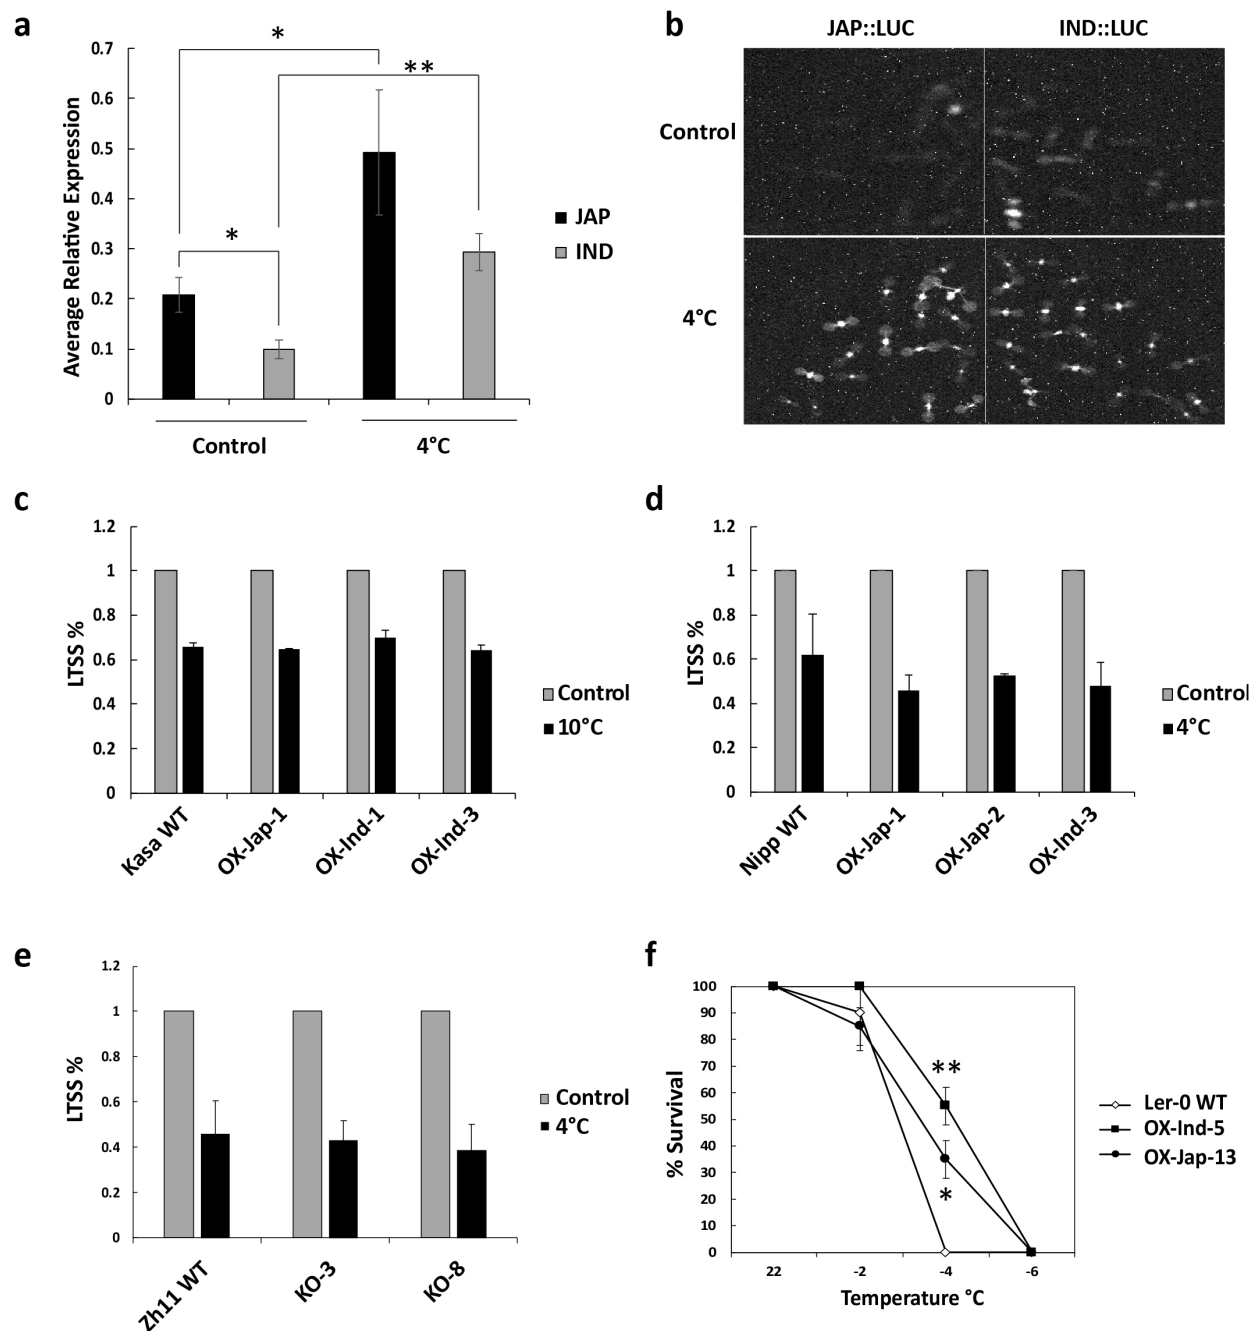 a
Average Relative Expression
0.7
0.6
0.5
0.4
0.3
0.2
0.1
0
*
**
*
JAP
IND
Control
4°C
b
JAP::LUC
IND::LUC
Control
4°C
c
LTSS %
1.2
1
0.8
0.6
0.4
0.2
0
Control
10°C
Kasa WT
OX-Jap-1
OX-Ind-1
OX-Ind-3
d
LTSS %
1.2
1
0.8
0.6
0.4
0.2
0
Control
4°C
Nipp WT
OX-Jap-1
OX-Jap-2
OX-Ind-3
e
LTSS %
1.2
1
0.8
0.6
0.4
0.2
0
Control
4°C
Zh11 WT
KO-3
KO-8
f
% Survival
100
90
80
70
60
50
40
30
20
10
0
**
*
22
-2
-4
-6
Temperature °C
Ler-0 WT
OX-Ind-5
OX-Jap-13